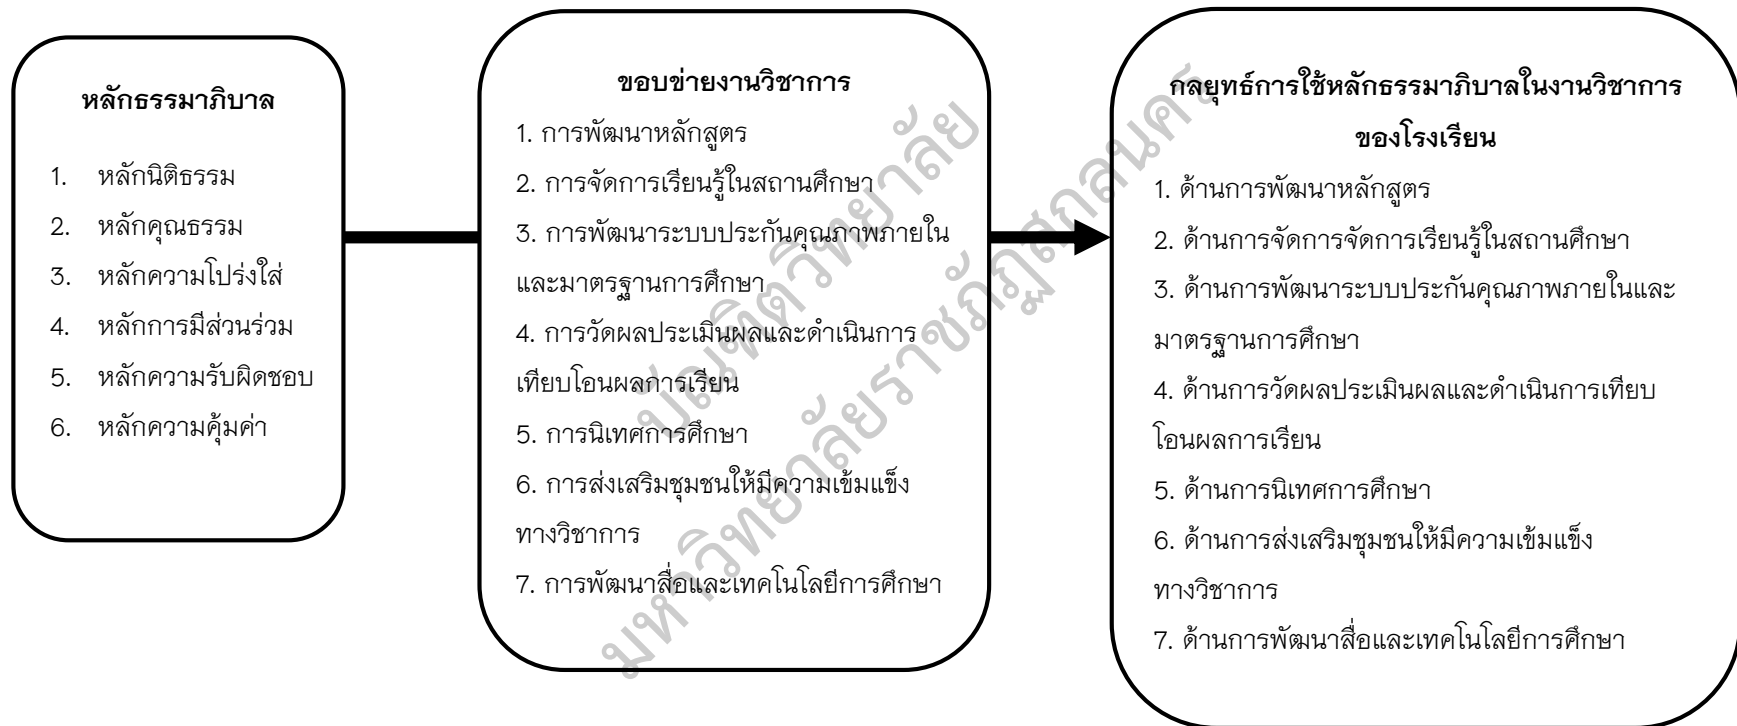 หลักธรรมาภิบาล
1. หลักนิติธรรม
2. หลักคุณธรรม
3. หลักความโปร่งใส่
4. หลักการมีส่วนร่วม
5. หลักความรับผิดชอบ
6. หลักความคุ้มค่า
ขอบข่ายงานวิชาการ
1. การพัฒนาหลักสูตร
2. การจัดการเรียนรู้ในสถานศึกษา
3. การพัฒนาระบบประกันคุณภาพภายใน
และมาตรฐานการศึกษา
4. การวัดผลประเมินผลและดำเนินการ
เทียบโอนผลการเรียน
5. การนิเทศการศึกษา
6. การส่งเสริมชุมชนให้มีความเข้มแข็ง
ทางวิชาการ
7. การพัฒนาสื่อและเทคโนโลยีการศึกษา
กลยุทธ์การใช้หลักธรรมาภิบาลในงานวิชาการ
ของโรงเรียน
1. ด้านการพัฒนาหลักสูตร
2. ด้านการจัดการจัดการเรียนรู้ในสถานศึกษา
3. ด้านการพัฒนาระบบประกันคุณภาพภายในและ
มาตรฐานการศึกษา
4. ด้านการวัดผลประเมินผลและดำเนินการเทียบ
โอนผลการเรียน
5. ด้านการนิเทศการศึกษา
6. ด้านการส่งเสริมชุมชนให้มีความเข้มแข็ง
ทางวิชาการ
7. ด้านการพัฒนาสื่อและเทคโนโลยีการศึกษา
บัณฑิตวิทยาลัย
มหาวิทยาลัยราชภัฏสกลนคร